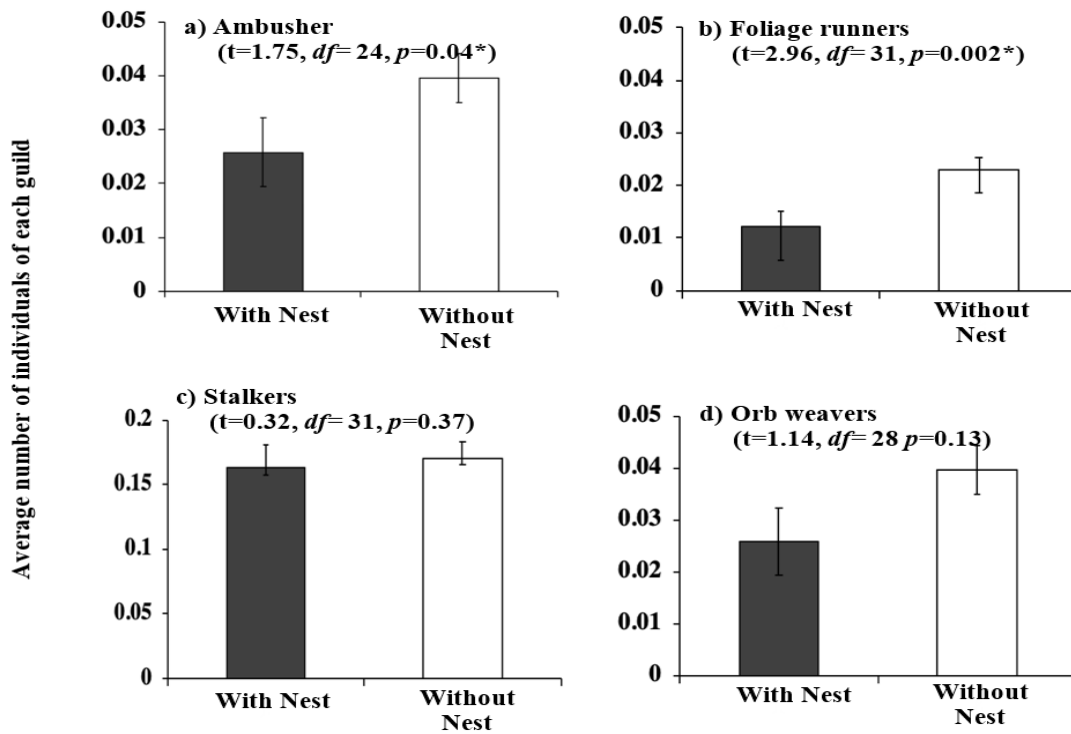 Average number of individuals of each guild
a) Ambusher
(t=1.75, df= 24, p=0.04*)
0.05
0.04
0.03
0.02
0.01
0
With Nest
Without
Nest
b) Foliage runners
(t=2.96, df= 31, p=0.002*)
0.05
0.04
0.03
0.02
0.01
0
With Nest
Without
Nest
c) Stalkers
(t=0.32, df= 31, p=0.37)
0.2
0.15
0.1
0.05
0
With Nest
Without
Nest
d) Orb weavers
(t=1.14, df= 28 p=0.13)
0.05
0.04
0.03
0.02
0.01
0
With Nest
Without
Nest